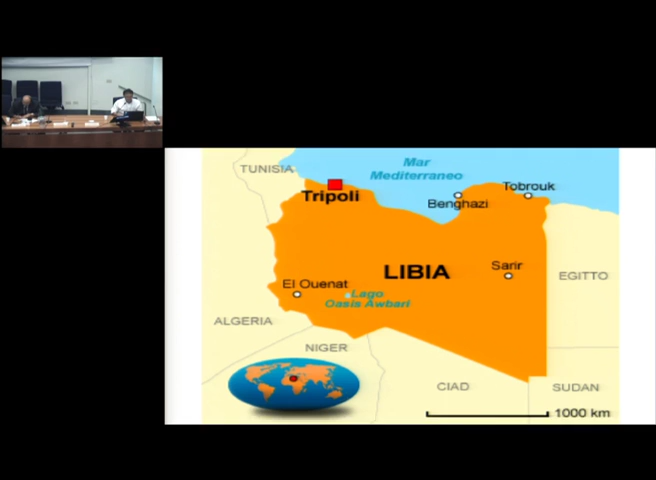 Mar
Mediterraneo
TUNISIA
Tobrouk
Tripoli
Benghazi
LIBIA
Sarir
EGITTO
El Ouenat
Lago
Oasis Awbari
ALGERIA
NIGER
CIAD
SUDAN
1000 km